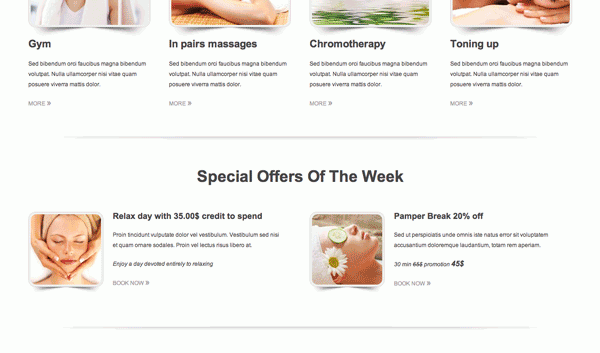 Gym
In pairs massages
Chromotherapy
Toning up
Sed bibendum orci faucibus magna bibendum
volutpat. Nulla ullamcorper nisi vitae quam
posuere viverra mattis dolor.
MORE »
Sed bibendum orci faucibus magna bibendum
volutpat. Nulla ullamcorper nisi vitae quam
posuere viverra mattis dolor.
MORE »
Sed bibendum orci faucibus magna bibendum
volutpat. Nulla ullamcorper nisi vitae quam
posuere viverra mattis dolor.
MORE »
Sed bibendum orci faucibus magna bibendum
volutpat. Nulla ullamcorper nisi vitae quam
posuere viverra mattis dolor.
MORE »
Special Offers Of The Week
Relax day with 35.00$ credit to spend
Proin tincidunt vulputate dolor vel vestibulum. Vestibulum sed nisi
et quam ornare sodales. Proin vel lectus risus libero at.
Enjoy a day devoted entirely to relaxing
BOOK NOW »
Pamper Break 20% off
Sed ut perspiciatis unde omnis iste natus error sit voluptatem
accusantium doloremque laudantium, totam rem aperiam.
30 min 65$ promotion 45$
BOOK NOW »